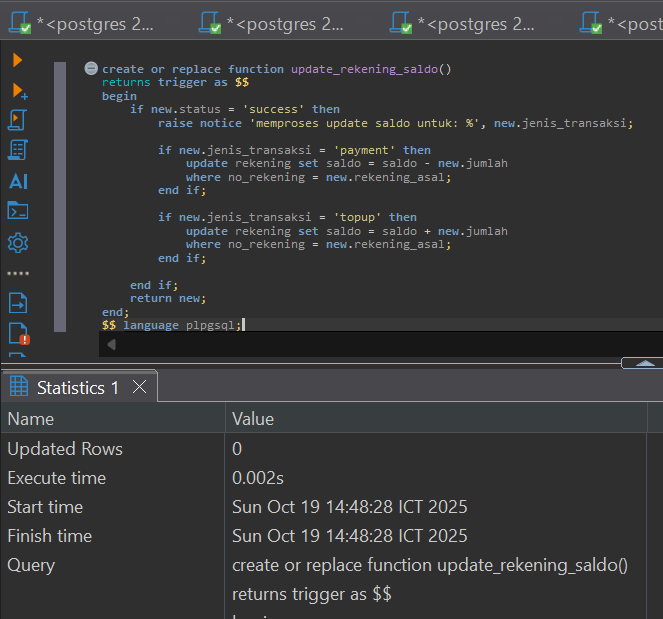 *<postgres 2...
*<postgres 2...
*<postgres 2...
*<post
create or replace function update_rekening_saldo()
returns trigger as $$
begin
if new.status = 'success' then
raise notice 'memproses update saldo untuk: %', new.jenis_transaksi;
if new.jenis_transaksi = 'payment' then
update rekening set saldo = saldo - new.jumlah
where no_rekening = new.rekening_asal;
end if;
if new.jenis_transaksi = 'topup' then
update rekening set saldo = saldo + new.jumlah
where no_rekening = new.rekening_asal;
end if;
end if;
return new;
end;
$$ language plpgsql;
AI
Statistics 1
Name Value
Updated Rows 0
Execute time 0.002s
Start time Sun Oct 19 14:48:28 ICT 2025
Finish time Sun Oct 19 14:48:28 ICT 2025
Query create or replace function update_rekening_saldo()
returns trigger as $$